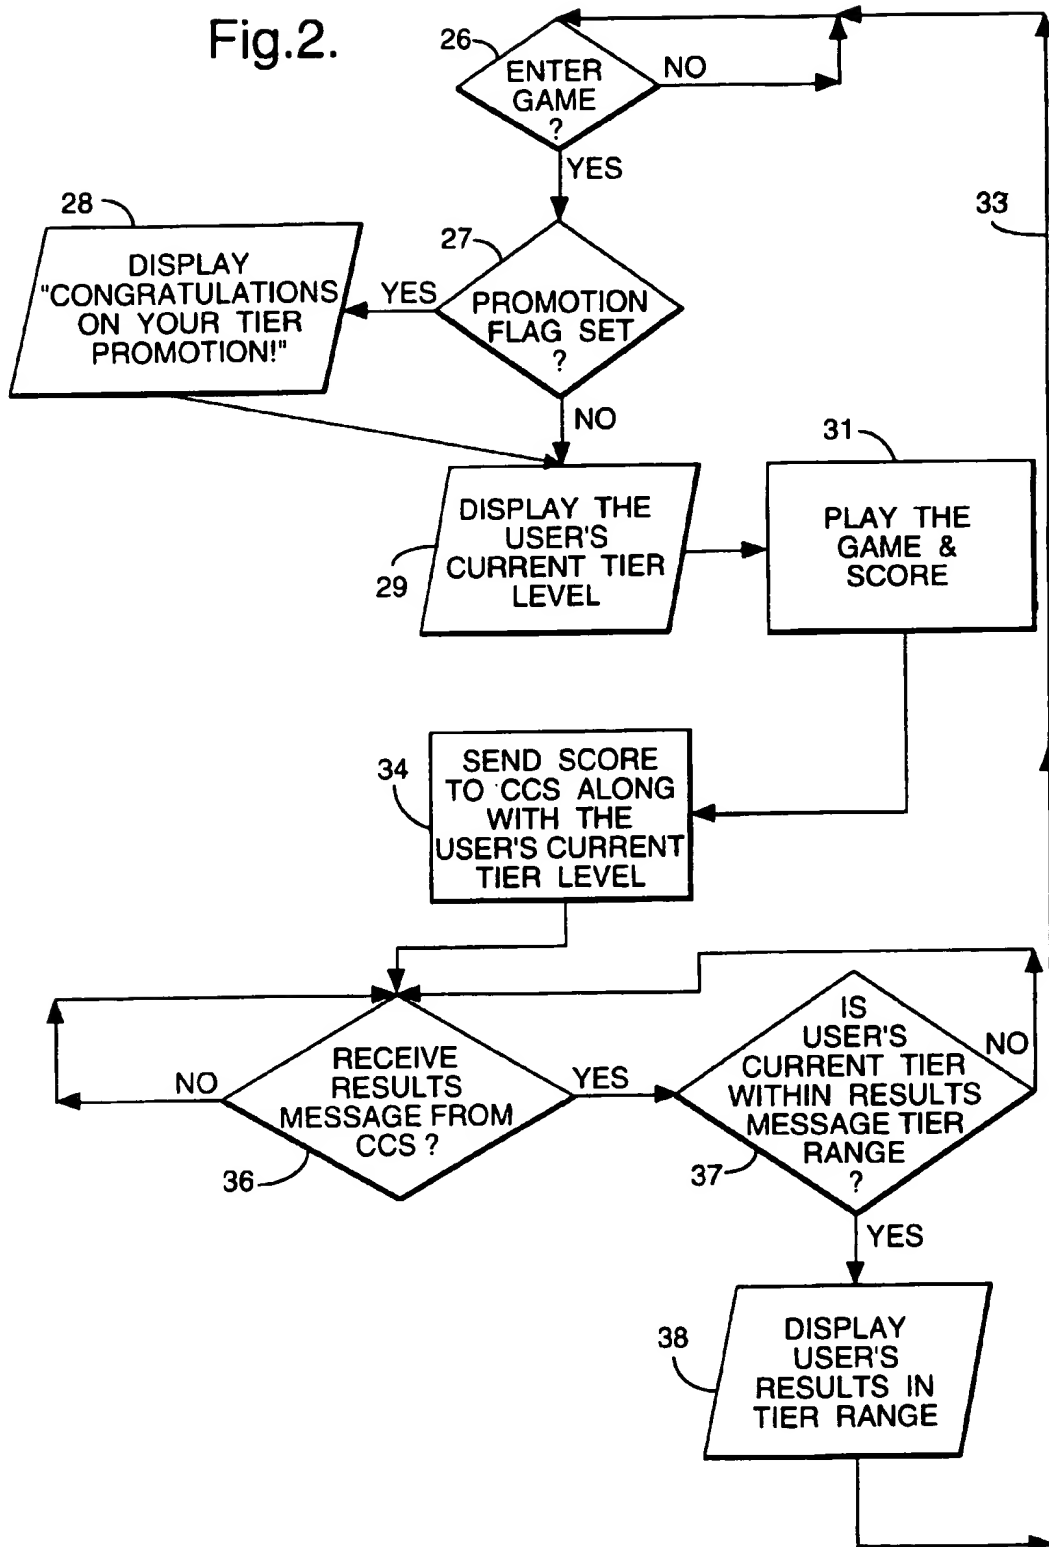 Fig.2.
26
ENTER
GAME
?
NO
YES
28
DISPLAY
"CONGRATULATIONS
ON YOUR TIER
PROMOTION!"
YES
27
PROMOTION
FLAG SET
?
NO
33
DISPLAY THE
USER'S
CURRENT TIER
LEVEL
29
31
PLAY THE
GAME &
SCORE
34
SEND SCORE
TO CCS ALONG
WITH THE
USER'S CURRENT
TIER LEVEL
NO
RECEIVE
RESULTS
MESSAGE FROM
CCS ?
36
YES
IS
USER'S
CURRENT TIER
WITHIN RESULTS
MESSAGE TIER
RANGE
?
37
NO
YES
38
DISPLAY
USER'S
RESULTS IN
TIER RANGE